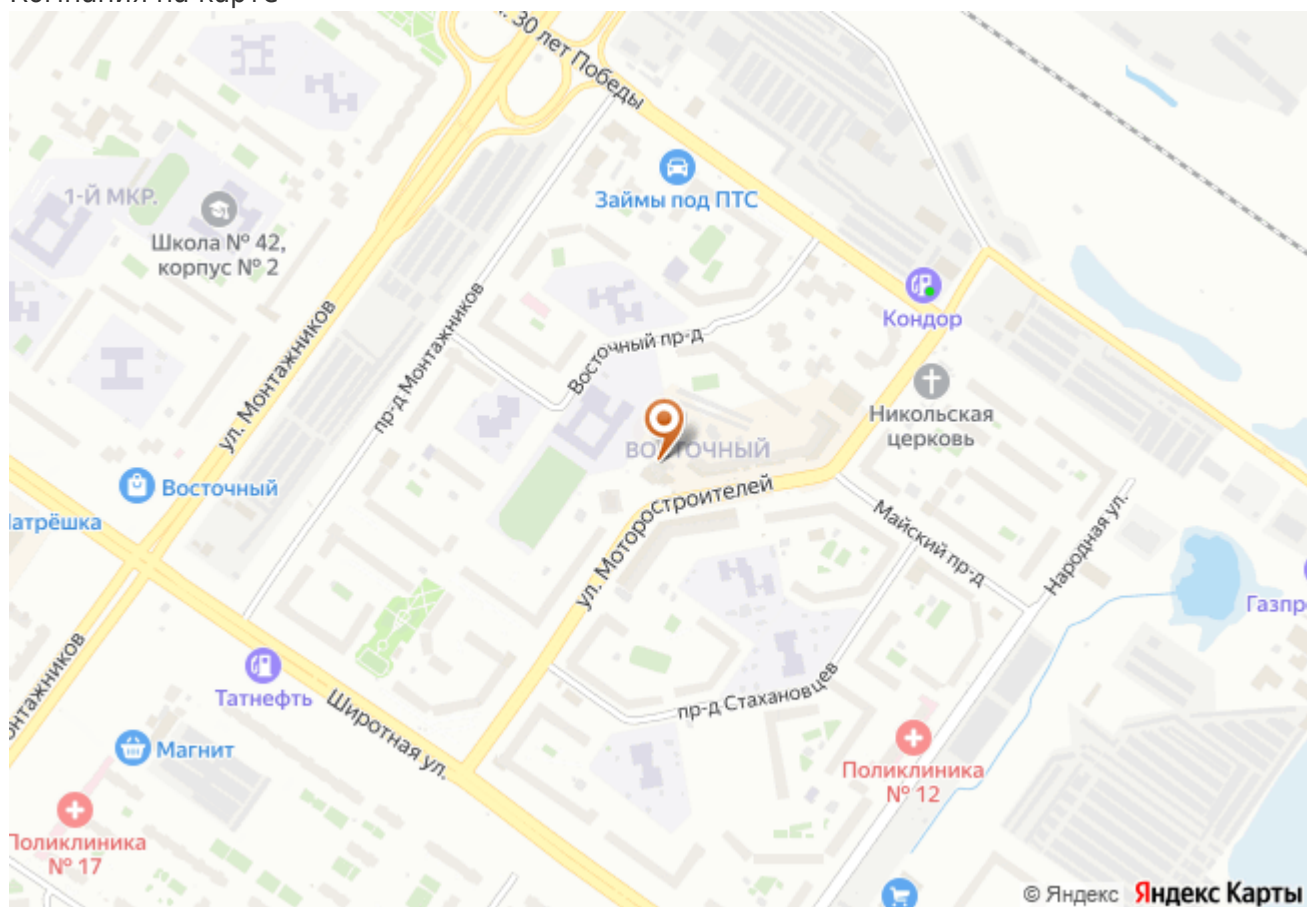 Компания на карте
30 лет Победы
Займы под ПТС
1-Й МКР.
Школа № 42,
корпус № 2
Кондор
ул. Монтажников
пр-д Монтажников
Восточный пр-д
Никольская
церковь
ВОСТОЧНЫЙ
Восточный
ул. Моторостроителей
Майский пр-д
Народная ул.
Татнефть
Широтная ул.
пр-д Стахановцев
Магнит
Поликлиника
№ 12
Поликлиника
№ 17
© Яндекс Яндекс Карты